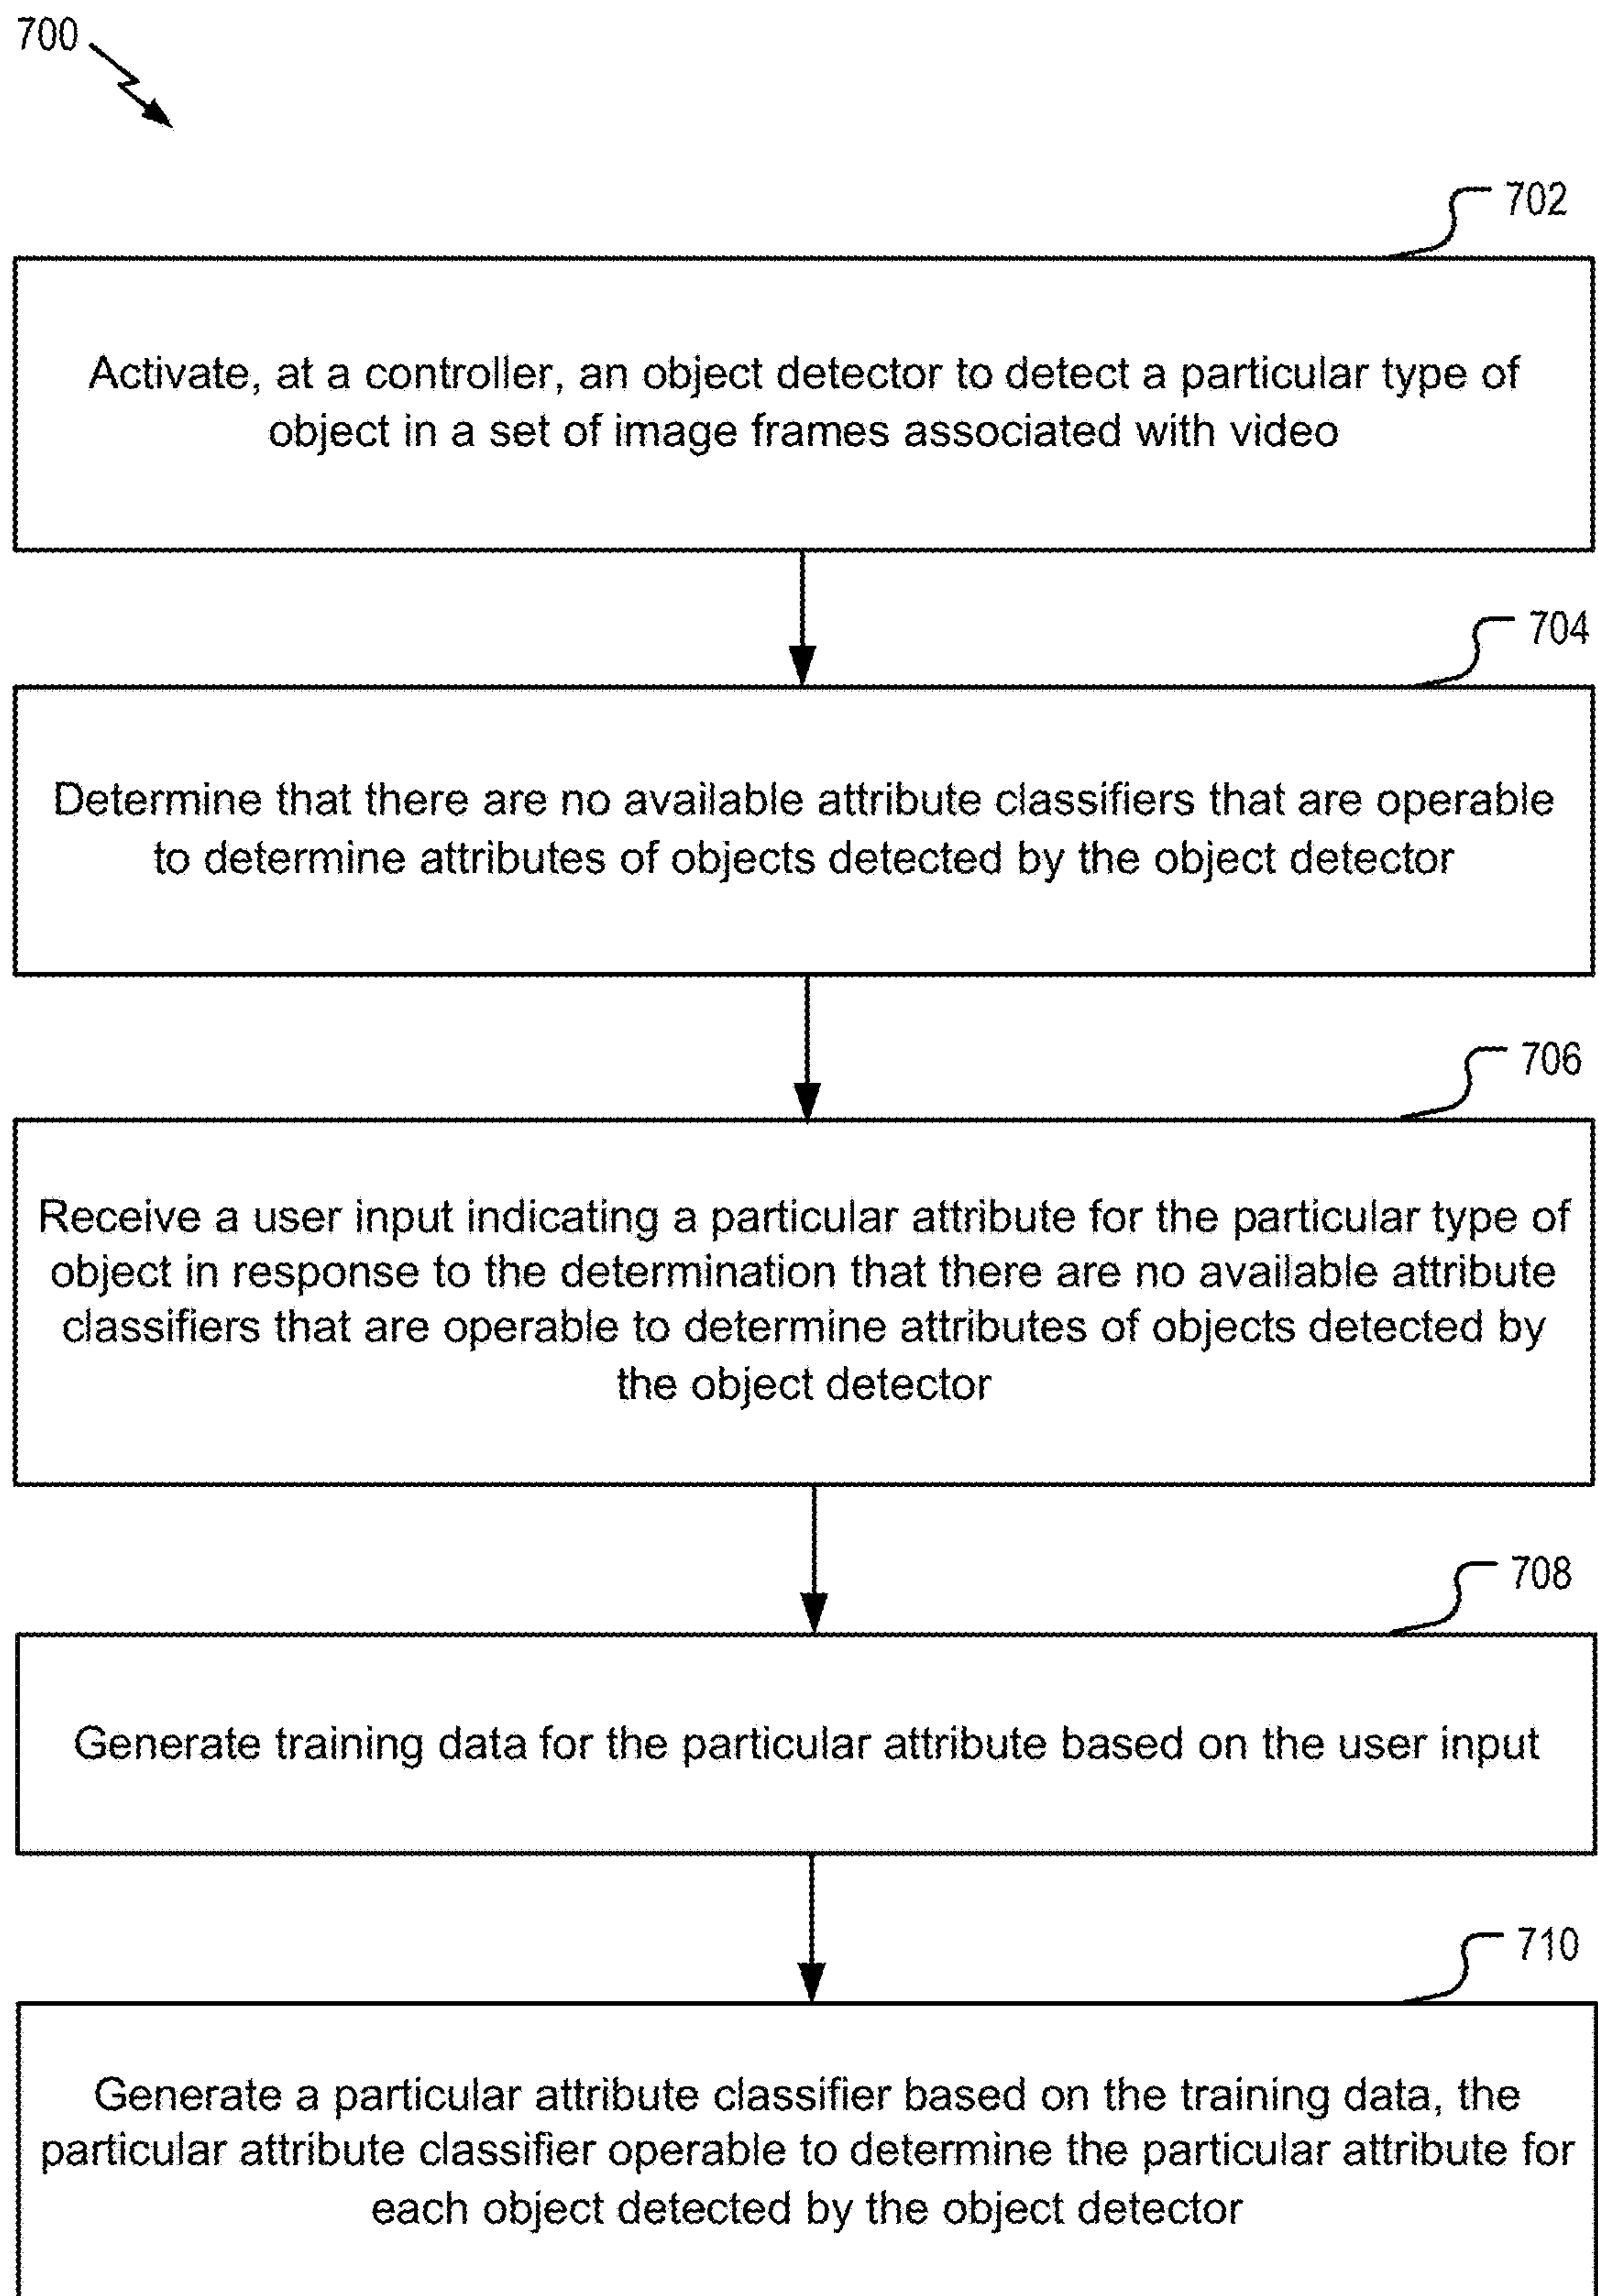 700
702
Activate, at a controller, an object detector to detect a particular type of
object in a set of image frames associated with video
704
Determine that there are no available attribute classifiers that are operable
to determine attributes of objects detected by the object detector
706
Receive a user input indicating a particular attribute for the particular type of
object in response to the determination that there are no available attribute
classifiers that are operable to determine attributes of objects detected by
the object detector
708
Generate training data for the particular attribute based on the user input
710
Generate a particular attribute classifier based on the training data, the
particular attribute classifier operable to determine the particular attribute for
each object detected by the object detector